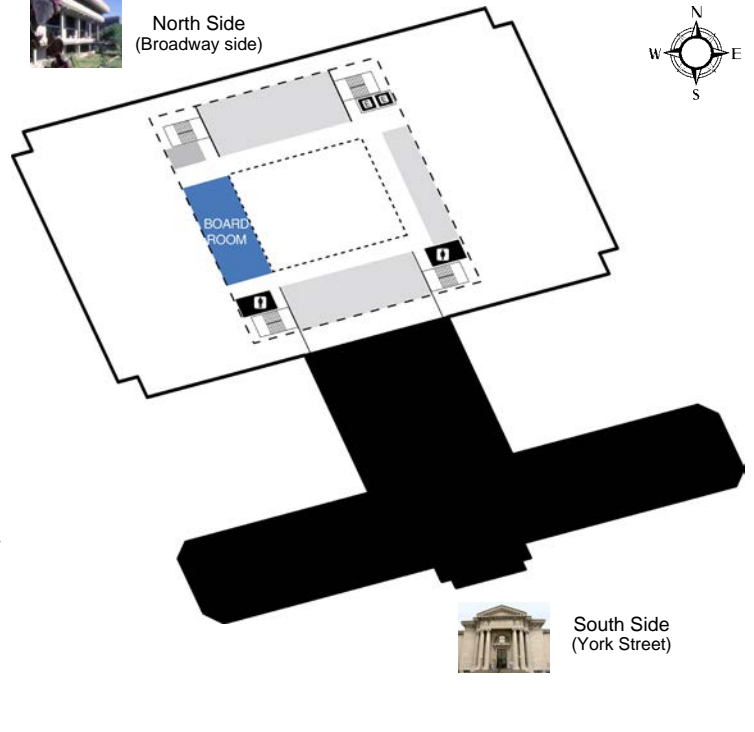 North Side
(Broadway side)
N
W E
S
E E
BOARD
ROOM
South Side
(York Street)